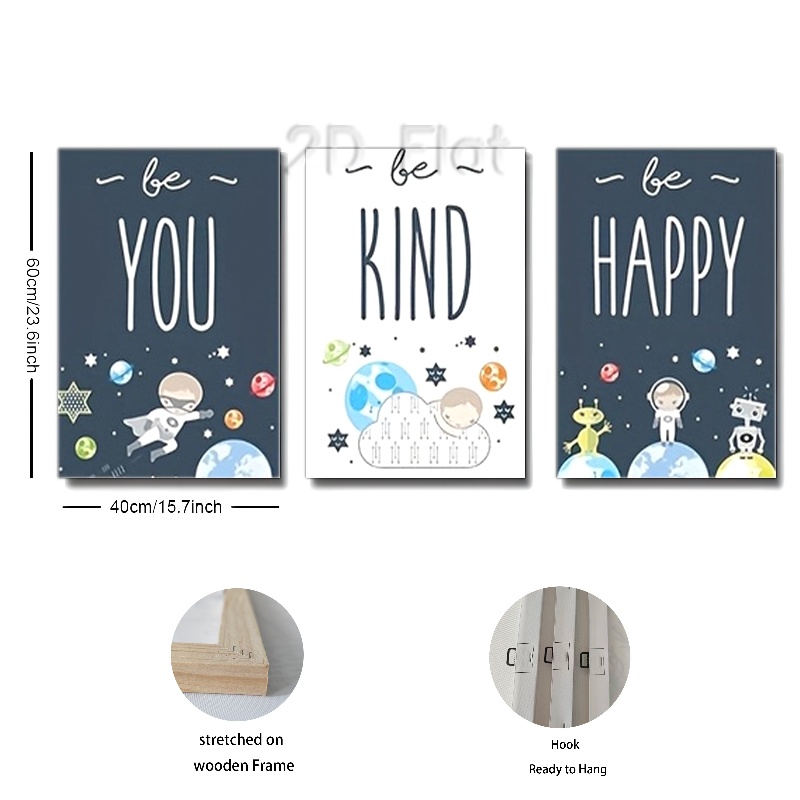 2D Flat
be
YOU
be
KIND
be
HAPPY
60cm/23.6inch
40cm/15.7inch
stretched on
wooden Frame
Hook
Ready to Hang